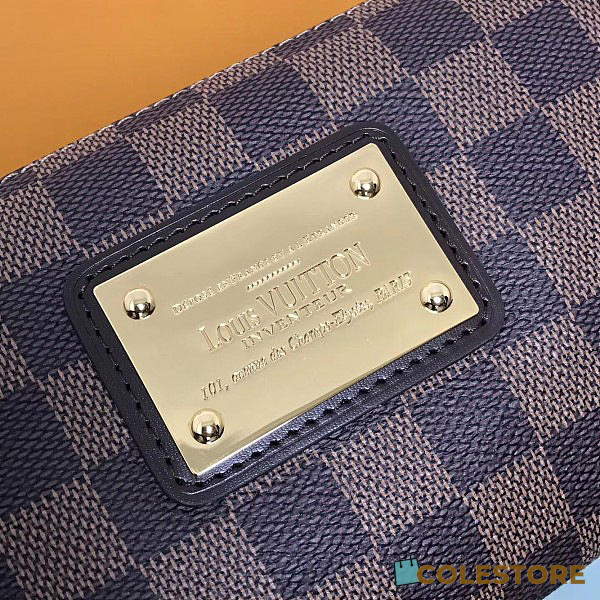 LOUIS VUITTON
INVENTEUR
101, avenue des Champs-Elysées PARIS
COLESTORE